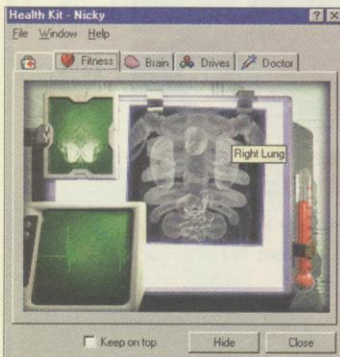 Health Kit - Nicky
File Window Help
Fitness Brain Drives Doctor
Right Lung
Keep on top Hide Close